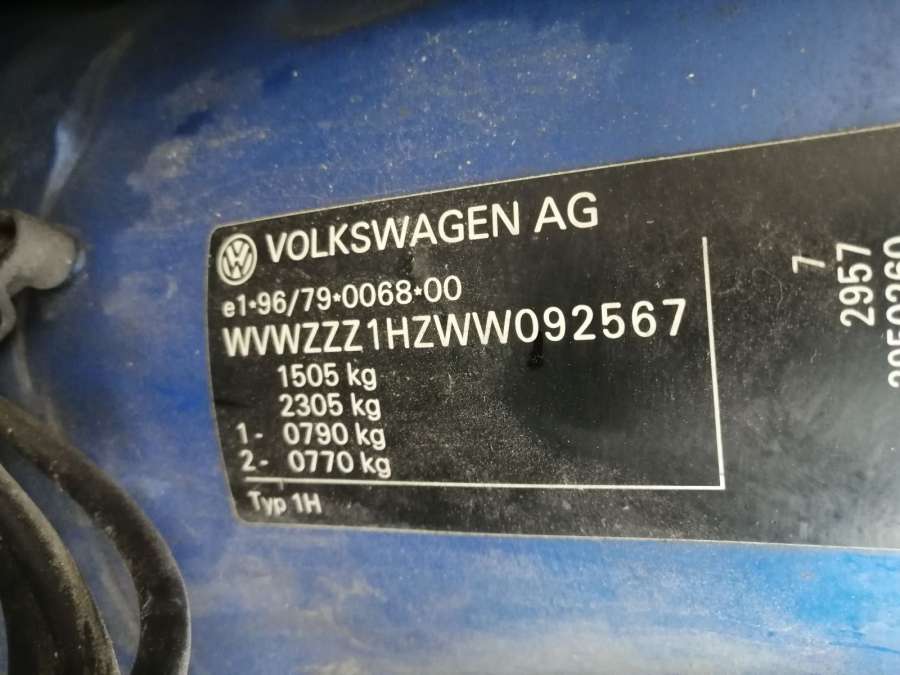 VOLKSWAGEN AG
e1*96/79*0068*00
WVWZZZ1HZWW092567
1505 kg
2305 kg
1- 0790 kg
2- 0770 kg
Typ 1H
7
2957